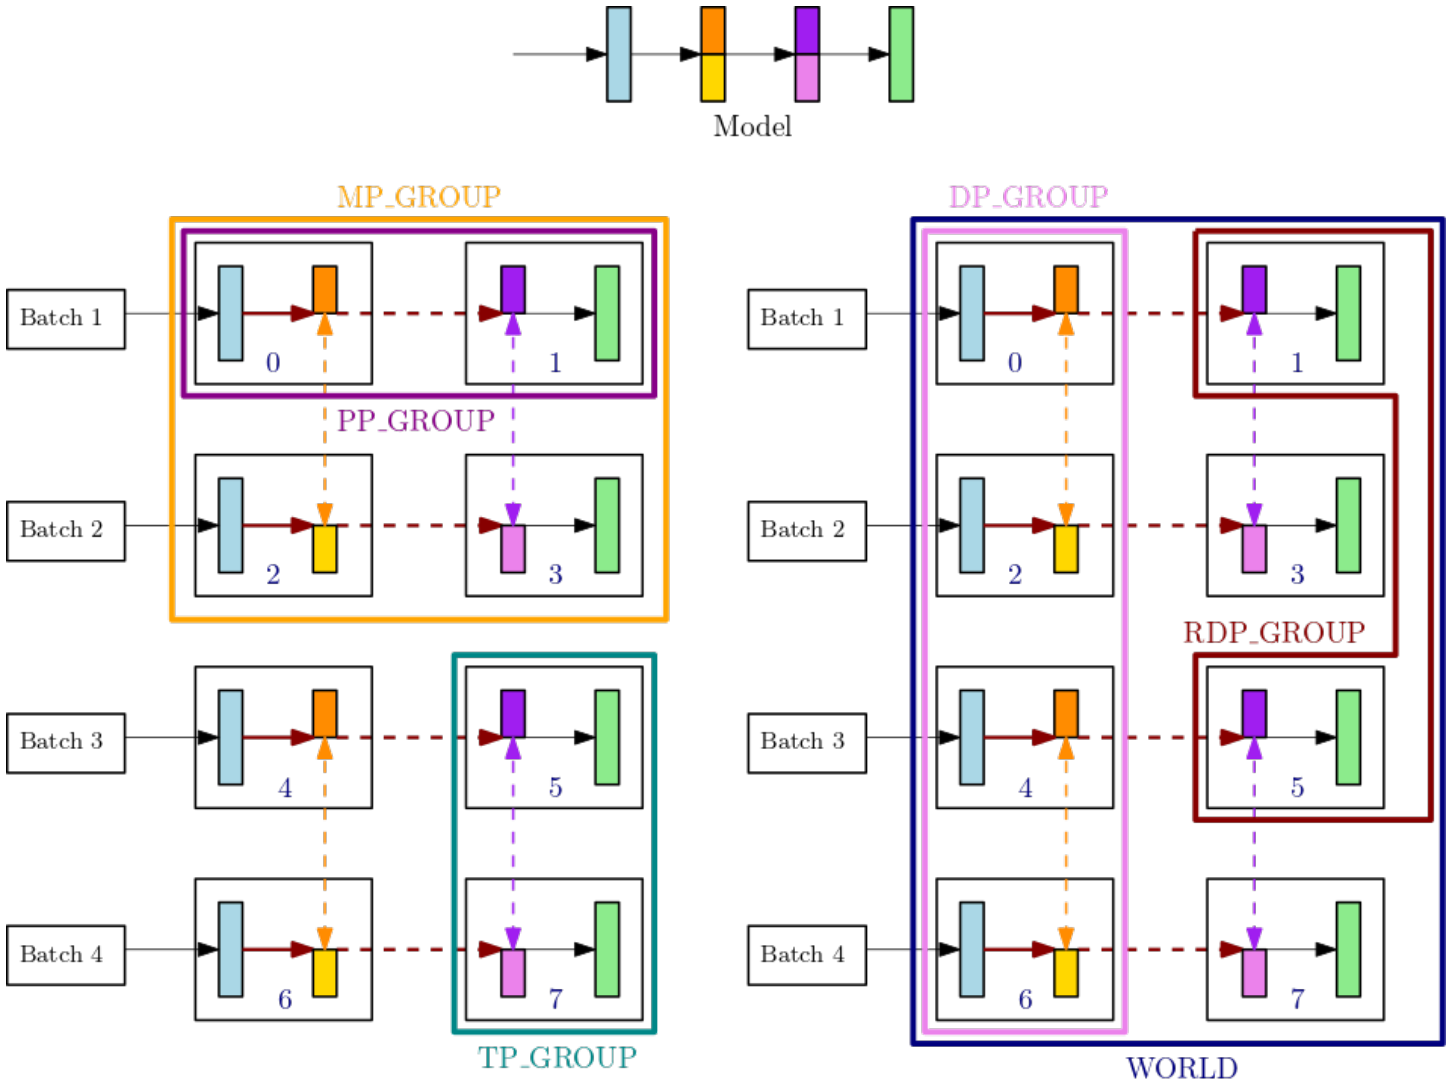 Model
MP_GROUP
DP_GROUP
Batch 1
0
1
Batch 1
0
1
PP_GROUP
Batch 2
2
3
Batch 2
2
3
RDP_GROUP
Batch 3
4
5
Batch 3
4
5
Batch 4
6
7
Batch 4
6
7
TP_GROUP
WORLD